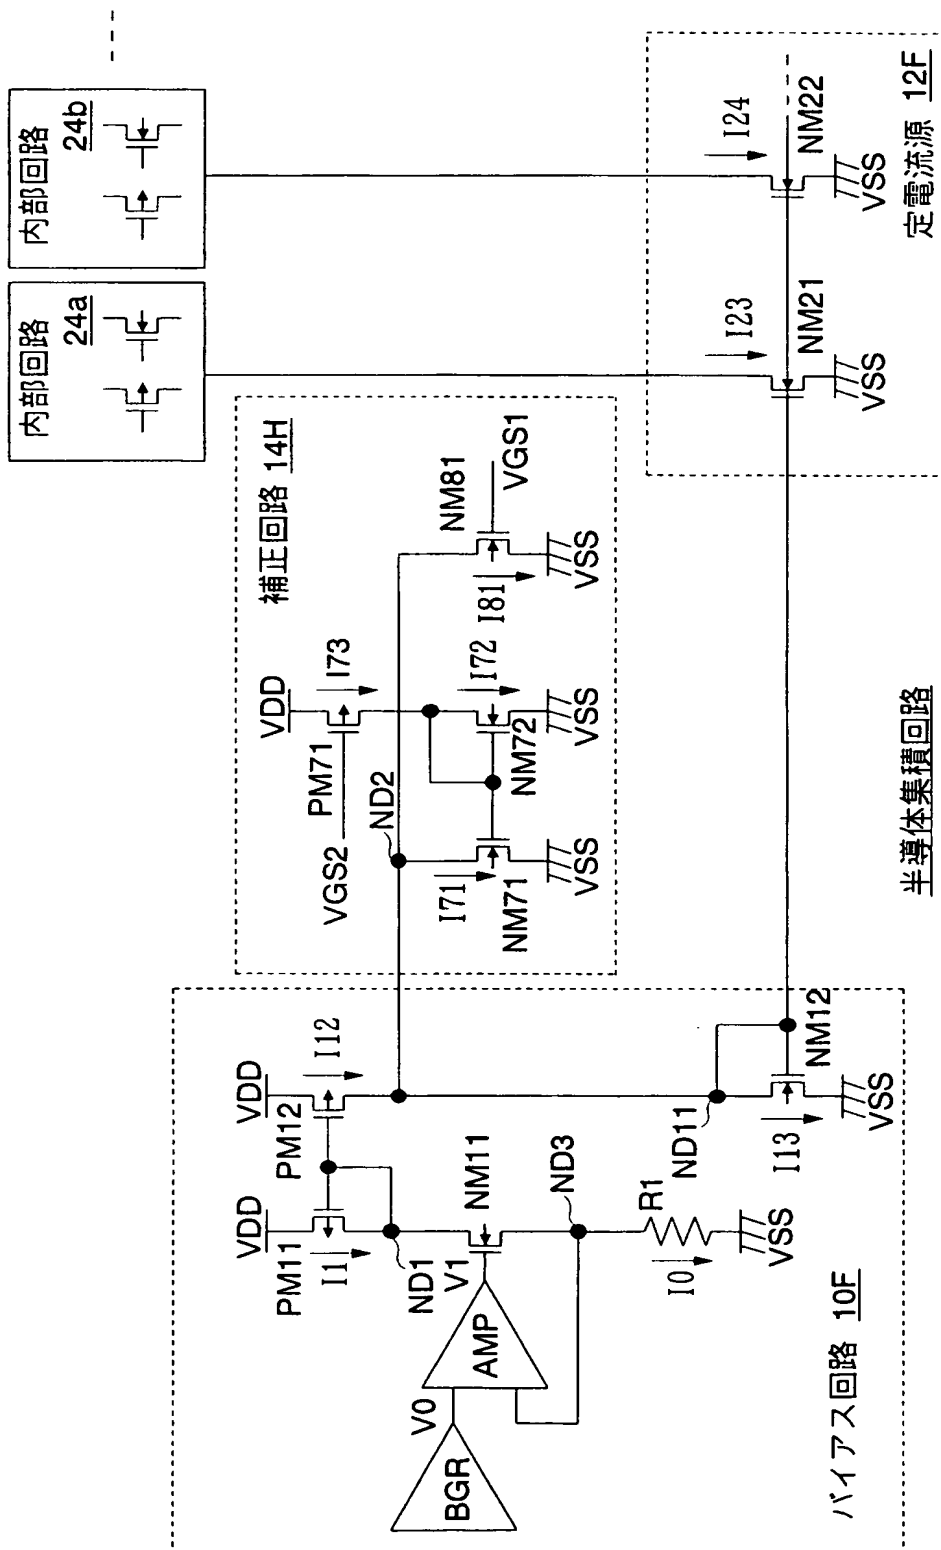 バイアス回路 10F
BGR
V0
AMP
V1
VDD
PM11
I1
ND1
NM11
ND3
R1
I0
VSS
VDD
PM12
I12
ND11
NM12
I13
VSS
補正回路 14H
VGS2
PM71
VDD
I73
ND2
I71
NM71
VSS
I72
NM72
VSS
NM81
VGS1
I81
VSS
内部回路
24a
内部回路
24b
定電流源 12F
I23
NM21
VSS
I24
NM22
VSS
半導体集積回路